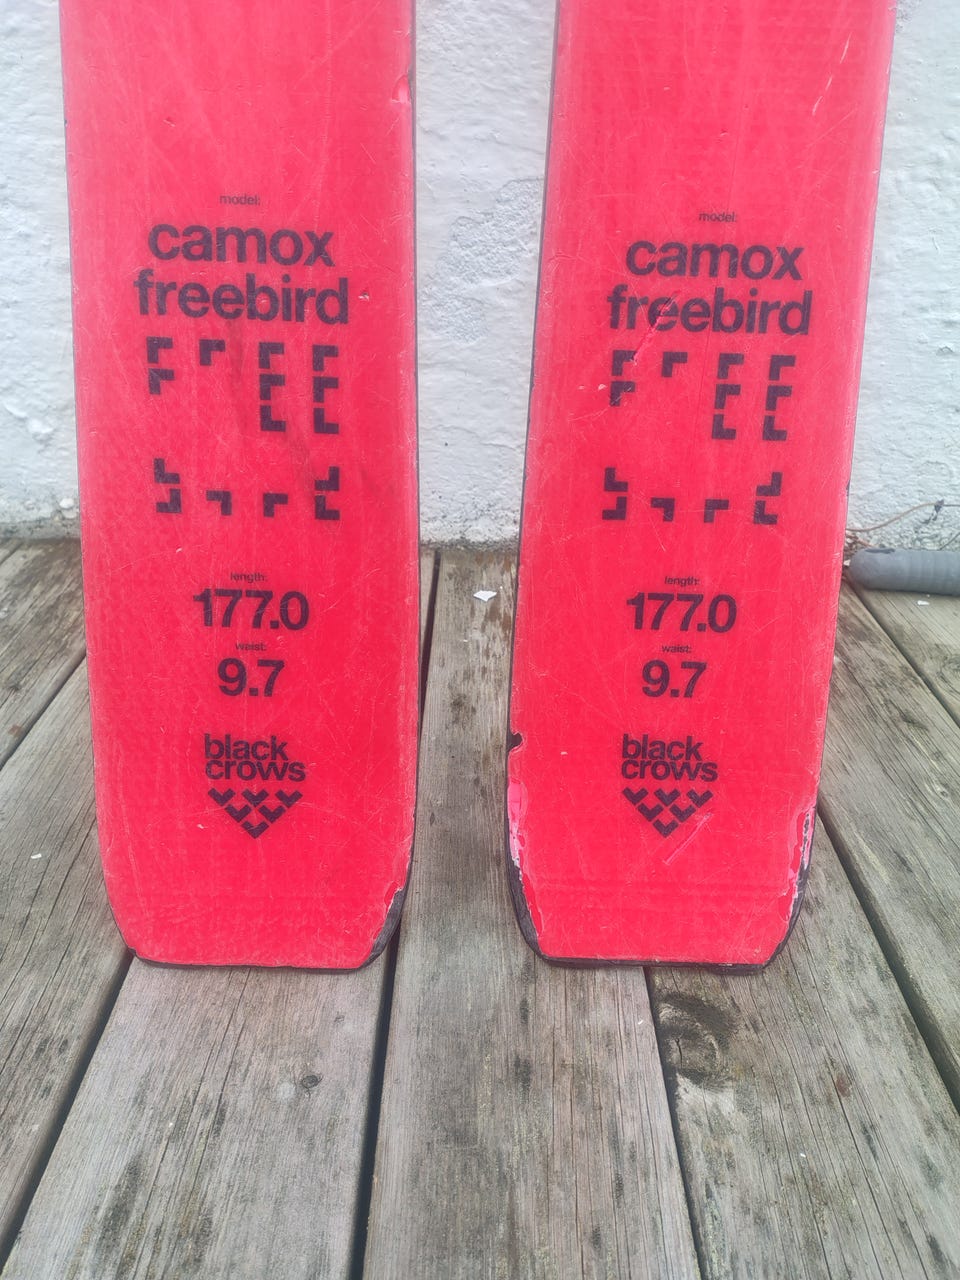 model:
camox
freebird
length:
177.0
waist:
9.7
black
crows
model:
camox
freebird
length:
177.0
waist:
9.7
black
crows